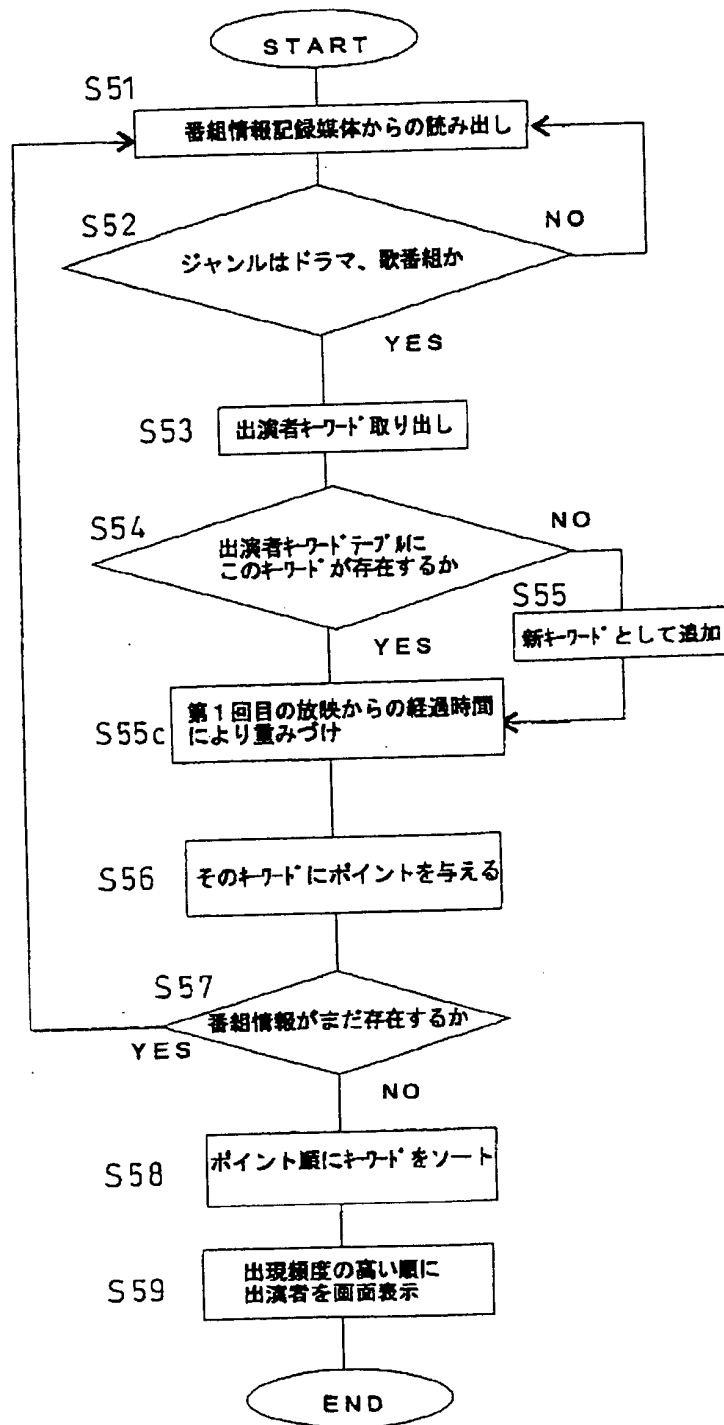 START
S51
番組情報記録媒体からの読み出し
S52
NO
ジャンルはドラマ、歌番組か
YES
S53
出演者ｷｰﾜｰﾄﾞ取り出し
S54
NO
出演者ｷｰﾜｰﾄﾞﾃｰﾌﾞﾙに
このｷｰﾜｰﾄﾞが存在するか
S55
新ｷｰﾜｰﾄﾞとして追加
YES
S55c
第１回目の放映からの経過時間
により重みづけ
S56
そのｷｰﾜｰﾄﾞにポイントを与える
S57
番組情報がまだ存在するか
YES
NO
S58
ポイント順にｷｰﾜｰﾄﾞをソート
S59
出現頻度の高い順に
出演者を画面表示
END